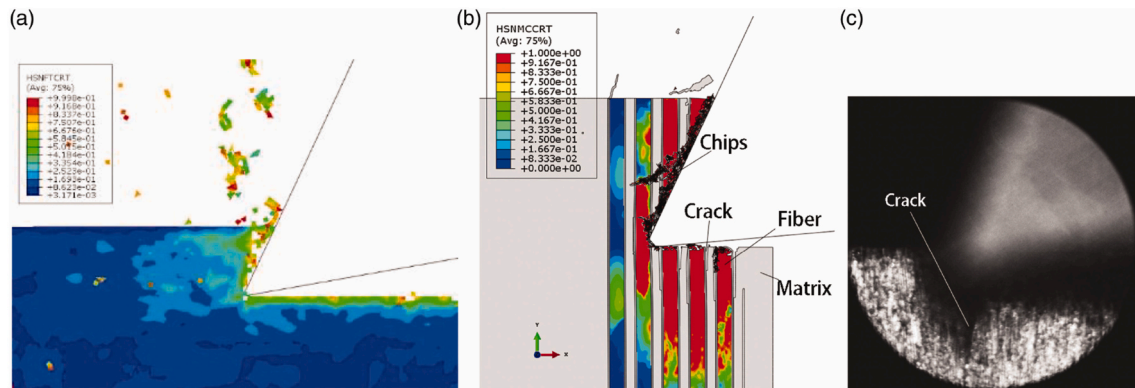 (a)
HSNFTCRT
(Avg: 75%)
+9.998e-01
+9.168e-01
+8.337e-01
+7.507e-01
+6.676e-01
+5.845e-01
+5.015e-01
+4.184e-01
+3.354e-01
+2.523e-01
+1.693e-01
+8.623e-02
+3.171e-03
(b)
HSNMCCRT
(Avg: 75%)
+1.000e+00
+9.167e-01
+8.333e-01
+7.500e-01
+6.667e-01
+5.833e-01
+5.000e-01
+4.167e-01
+3.333e-01
+2.500e-01
+1.667e-01
+8.333e-02
+0.000e+00
Chips
Crack
Fiber
Matrix
Y
X
(c)
Crack